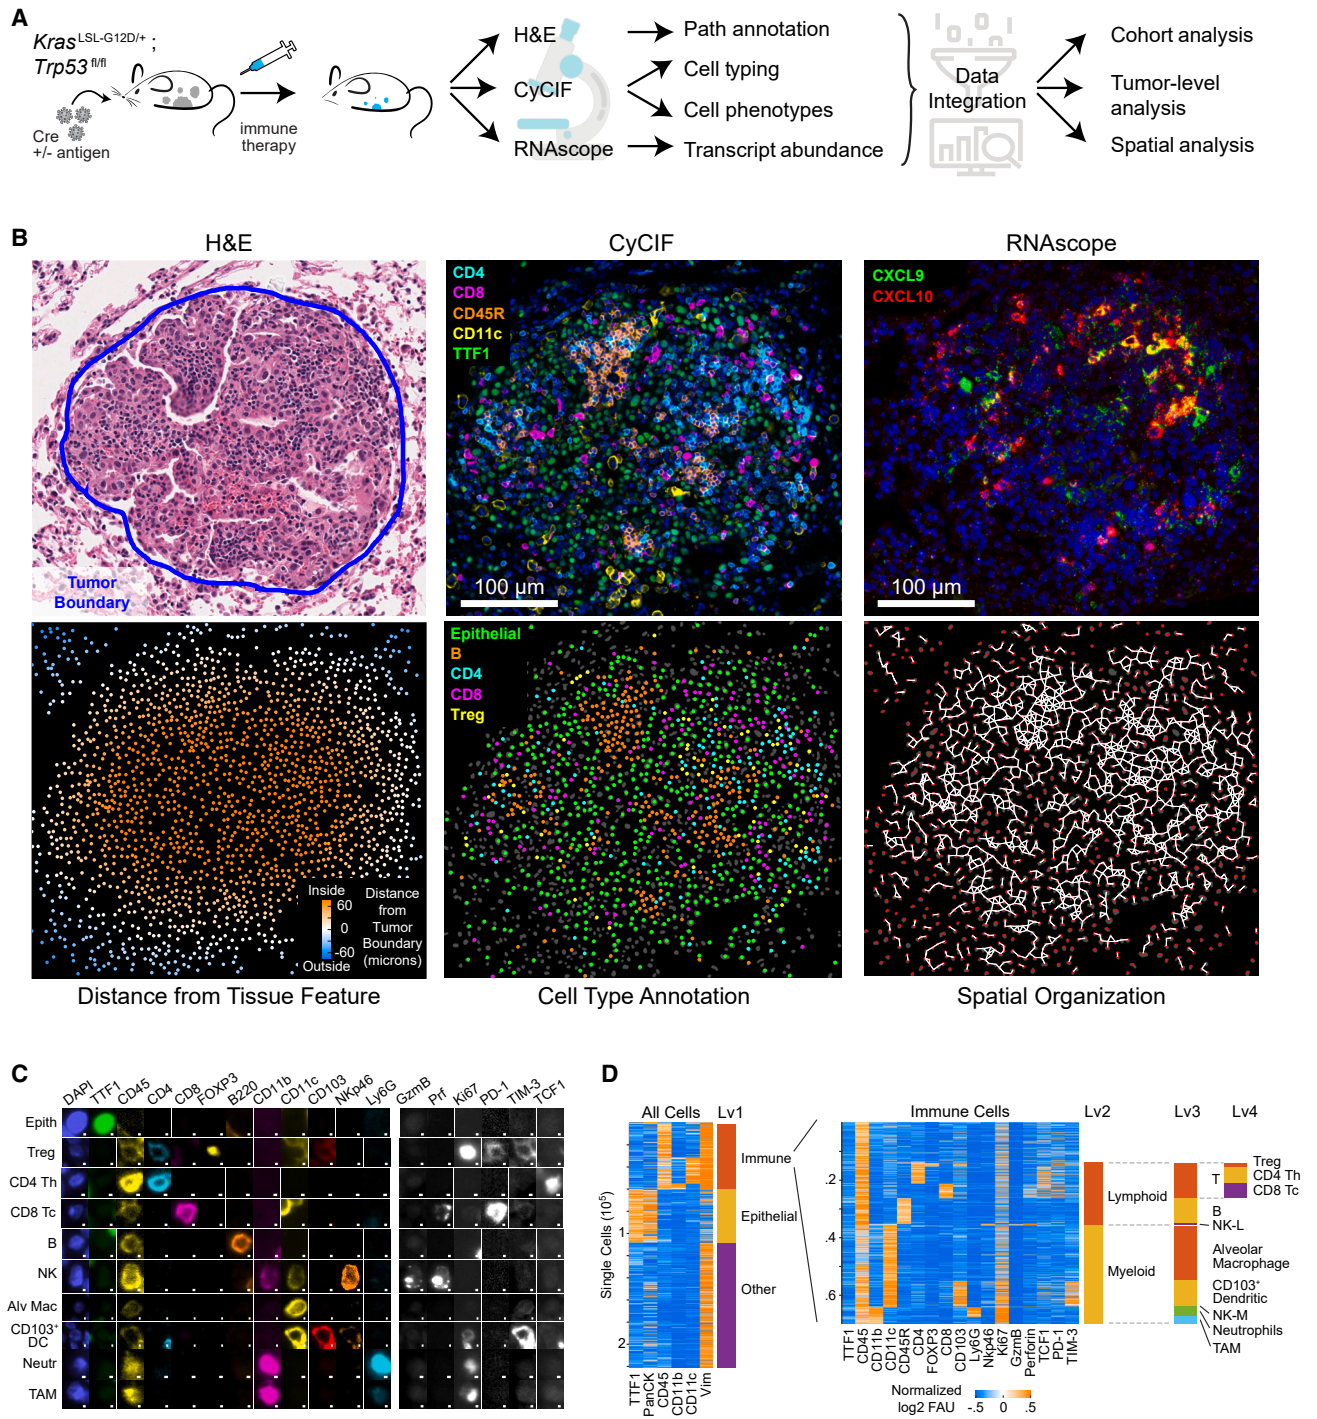 A
Kras LSL-G12D/+ ;
Trp53 fl/fl
Cre
+/- antigen
immune
therapy
H&E
CyCIF
RNAscope
Path annotation
Cell typing
Cell phenotypes
Transcript abundance
Data
Integration
Cohort analysis
Tumor-level
analysis
Spatial analysis
B
H&E
CyCIF
RNAscope
Tumor
Boundary
CD4
CD8
CD45R
CD11c
TTF1
100 µm
CXCL9
CXCL10
100 µm
Inside
60
0
-60
Outside
Distance
from
Tumor
Boundary
(microns)
Epithelial
B
CD4
CD8
Treg
Distance from Tissue Feature
Cell Type Annotation
Spatial Organization
C
DAPI
TTF1
CD45
CD4
CD8
FOXP3
B220
CD11b
CD11c
CD103
NKp46
Ly6G
GzmB
Prf
Ki67
PD-1
TIM-3
TCF1
Epith
Treg
CD4 Th
CD8 Tc
B
NK
Alv Mac
CD103+
DC
Neutr
TAM
D
All Cells
Lv1
Immune
Epithelial
Other
Single Cells (10^5)
1
2
TTF1
PanCK
CD45
CD11b
CD11c
Vim
Immune Cells
.2
.4
.6
TTF1
CD45
CD11b
CD11c
CD45R
CD4
FOXP3
CD8
CD103
Ly6G
Nkp46
Ki67
GzmB
Perforin
TCF1
PD-1
TIM-3
Normalized
log2 FAU
-.5
0
.5
Lv2
Lymphoid
Myeloid
Lv3
T
B
NK-L
Alveolar
Macrophage
CD103+
Dendritic
NK-M
Neutrophils
TAM
Lv4
Treg
CD4 Th
CD8 Tc